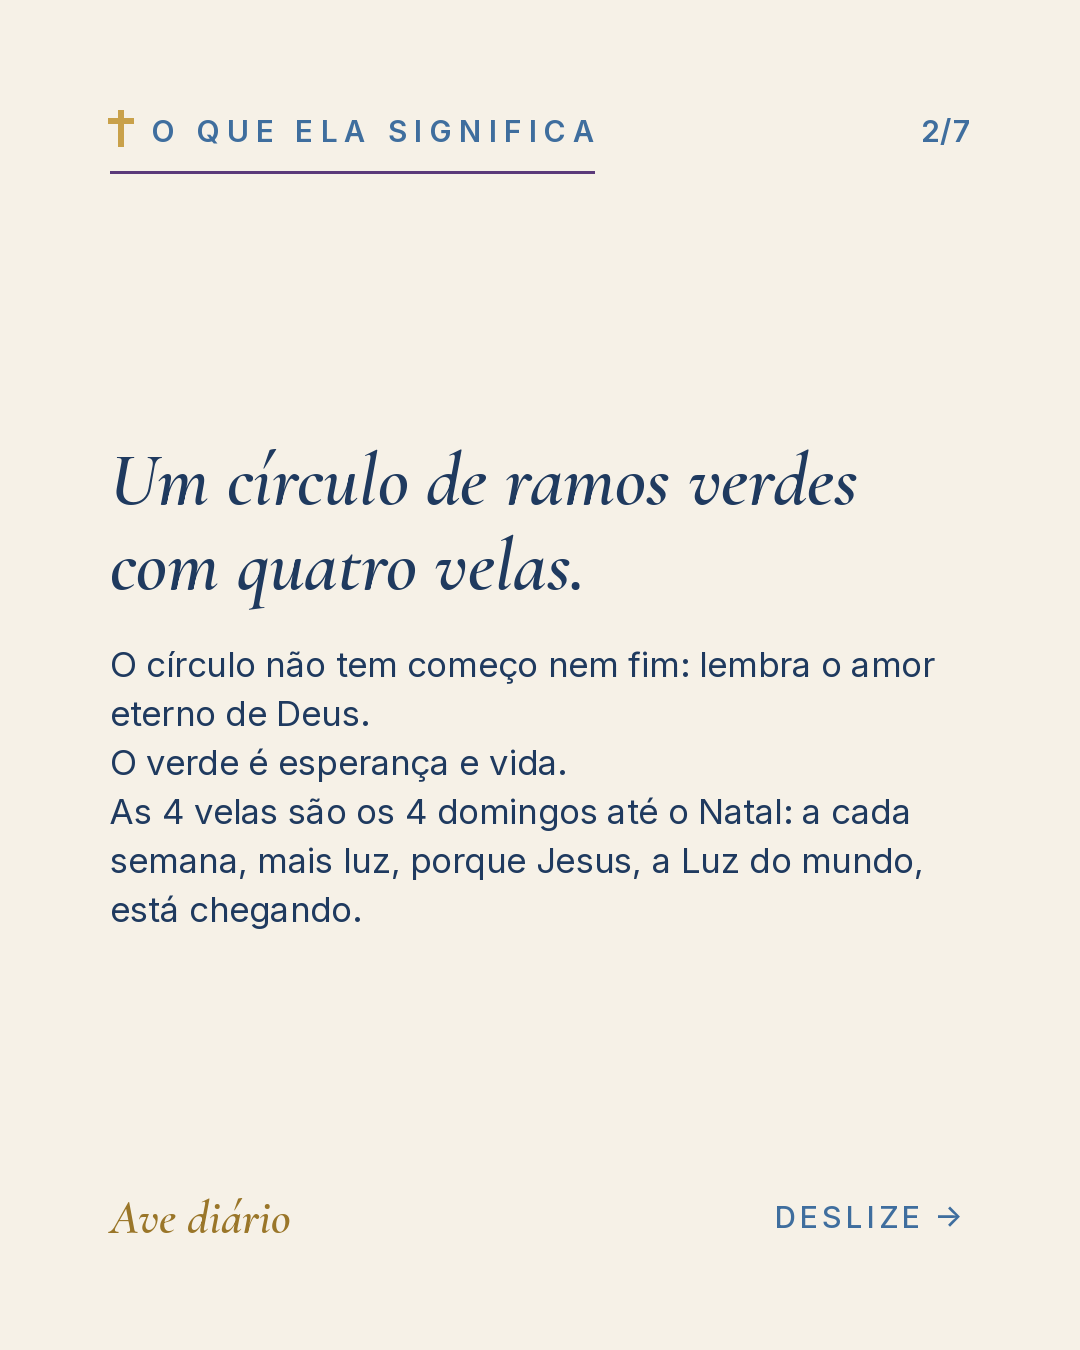 O QUE ELA SIGNIFICA
2/7
Um círculo de ramos verdes
com quatro velas.
O círculo não tem começo nem fim: lembra o amor
eterno de Deus.
O verde é esperança e vida.
As 4 velas são os 4 domingos até o Natal: a cada
semana, mais luz, porque Jesus, a Luz do mundo,
está chegando.
Ave diário
DESLIZE →